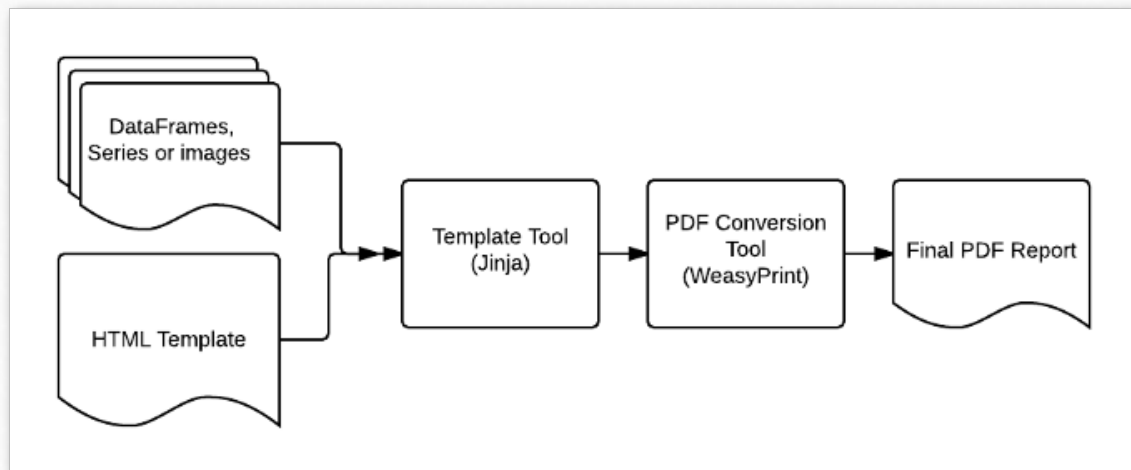 DataFrames,
Series or images
HTML Template
Template Tool
(Jinja)
PDF Conversion
Tool
(WeasyPrint)
Final PDF Report